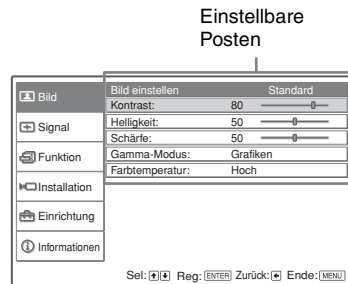 Einstellbare
Posten
Bild
Signal
Funktion
Installation
Einrichtung
Informationen
Bild einstellen Standard
Kontrast: 80
Helligkeit: 50
Schärfe: 50
Gamma-Modus: Grafiken
Farbtemperatur: Hoch
Sel: Reg: ENTER Zurück: Ende: MENU